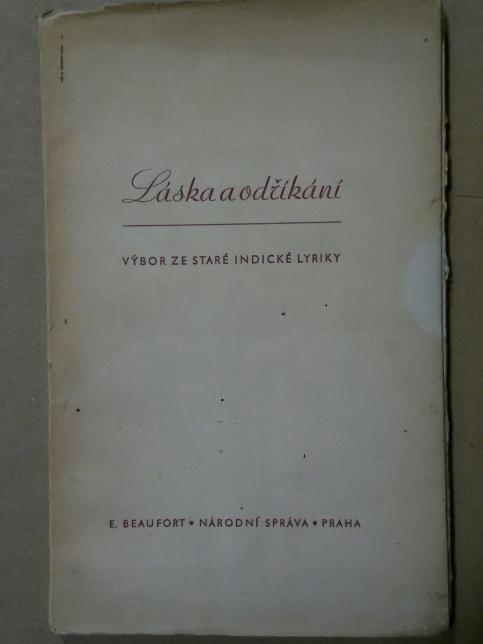 Láska a odříkání
VÝBOR ZE STARÉ INDICKÉ LYRIKY
E. BEAUFORT • NÁRODNÍ SPRÁVA • PRAHA